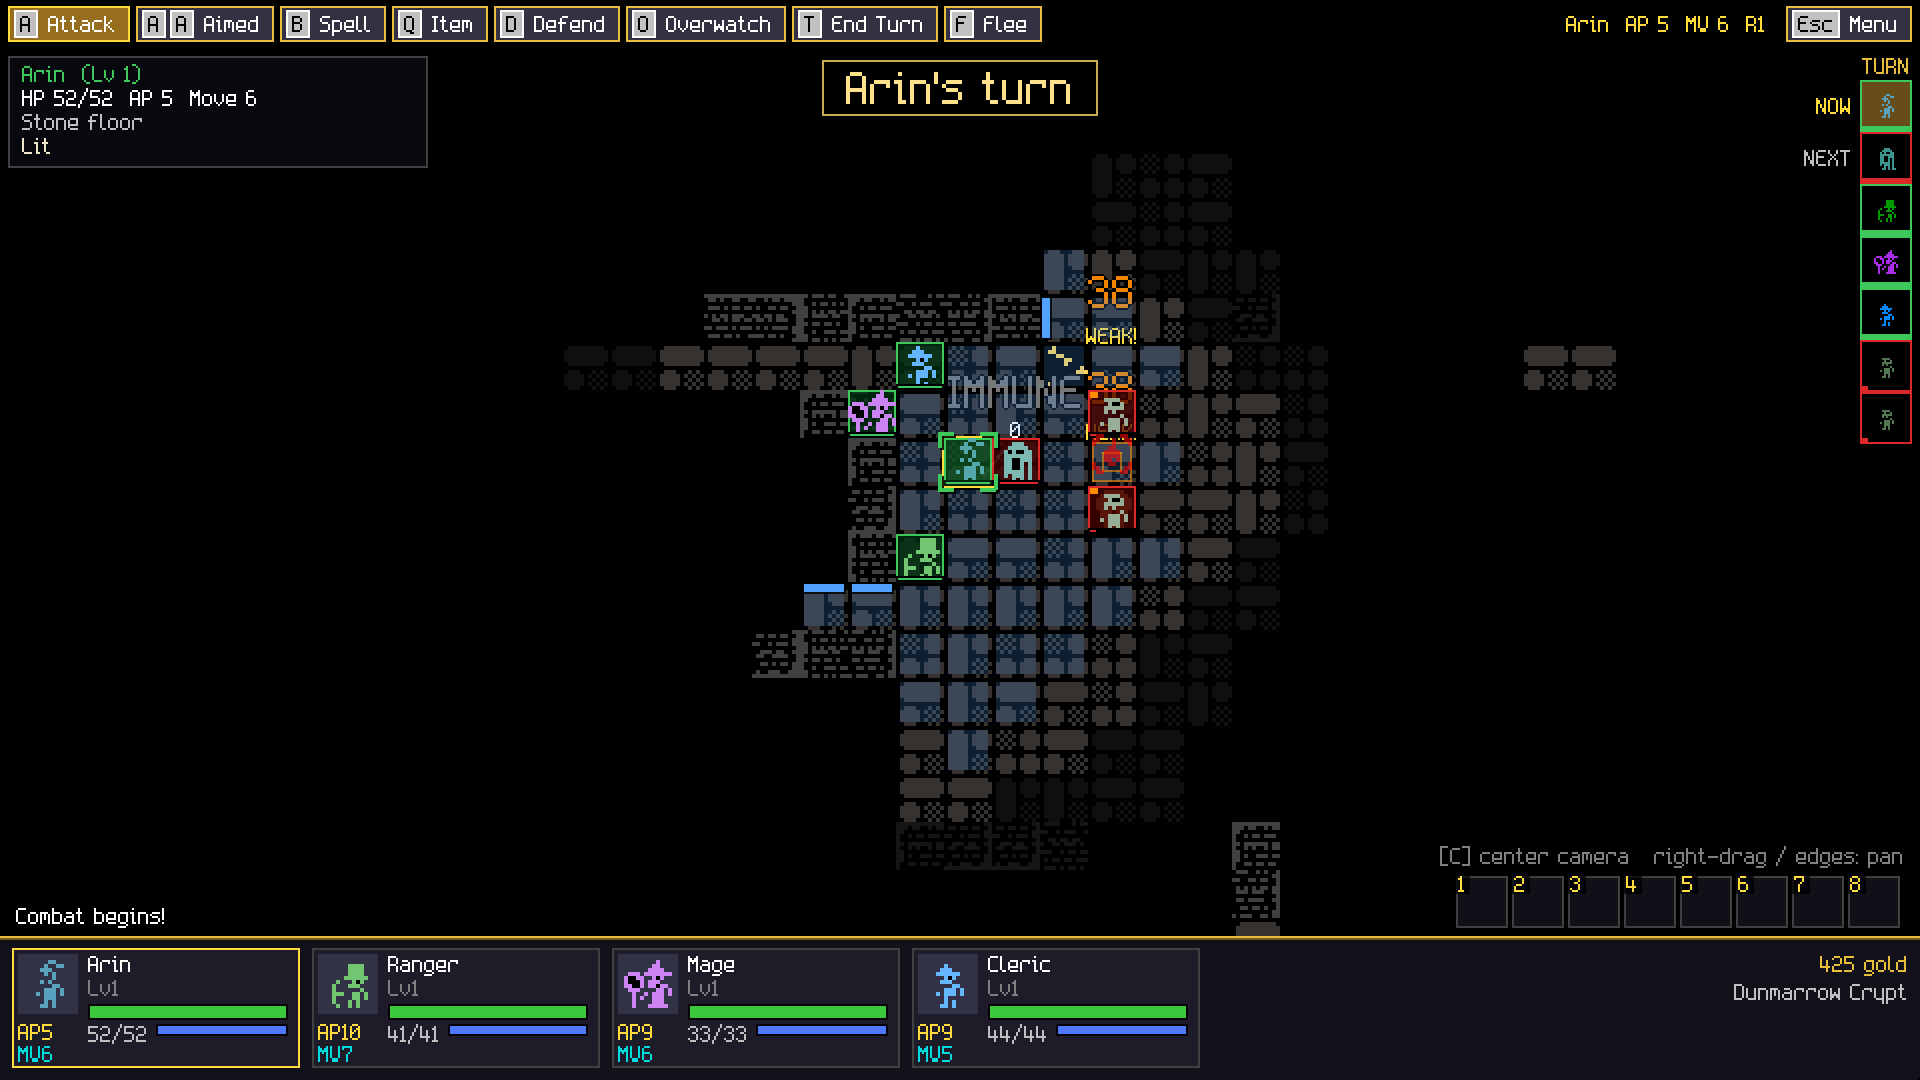 A Attack
A A Aimed
B Spell
Q Item
D Defend
O Overwatch
T End Turn
F Flee
Arin AP 5 MV 6 R1
Esc Menu
Arin (Lv 1)
HP 52/52 AP 5 Move 6
Stone floor
Lit
Arin's turn
TURN
NOW
NEXT
38
WEAK!
38
IMMUNE
0
[C] center camera right-drag / edges: pan
1 2 3 4 5 6 7 8
Combat begins!
Arin
Lv1
AP5 52/52
MV6
Ranger
Lv1
AP10 41/41
MV7
Mage
Lv1
AP9 33/33
MV6
Cleric
Lv1
AP9 44/44
MV5
425 gold
Dunmarrow Crypt